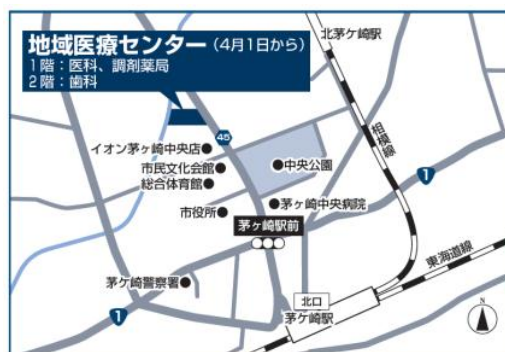 地域医療センター（4月1日から）
1階：医科、調剤薬局
2階：歯科
北茅ケ崎駅
相模線
45
イオン茅ヶ崎中央店
市民文化会館
総合体育館
中央公園
1
市役所
茅ヶ崎中央病院
茅ヶ崎駅前
東海道線
茅ケ崎警察署
1
北口
茅ケ崎駅
N